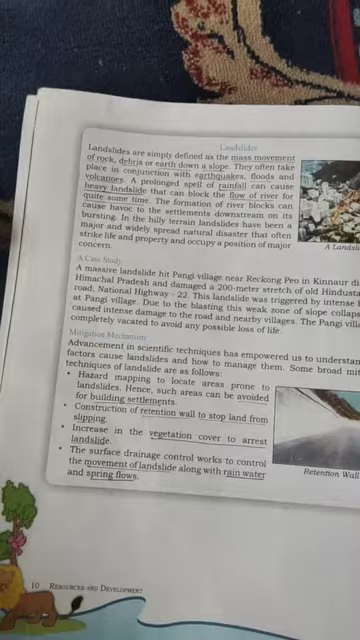 Landslides
Landslides are simply defined as the mass movement
of rock, debris or earth down a slope. They often take
place in conjunction with earthquakes, floods and
volcanoes. A prolonged spell of rainfall can cause
heavy landslide that can block the flow of river for
quite some time. The formation of river blocks can
cause havoc to the settlements downstream on its
bursting. In the hilly terrain landslides have been a
major and widely spread natural disaster that often
strike life and property and occupy a position of major
concern.
A Landsli
A Case Study
A massive landslide hit Pangi village near Reckong Peo in Kinnaur di
Himachal Pradesh and damaged a 200-meter stretch of old Hindusta
road, National Highway - 22. This landslide was triggered by intense b
at Pangi village. Due to the blasting this weak zone of slope collaps
caused intense damage to the road and nearby villages. The Pangi villa
completely vacated to avoid any possible loss of life.
Mitigation Mechanism
Advancement in scientific techniques has empowered us to understan
factors cause landslides and how to manage them. Some broad mit
techniques of landslide are as follows:
• Hazard mapping to locate areas prone to
landslides. Hence, such areas can be avoided
for building settlements.
• Construction of retention wall to stop land from
slipping.
• Increase in the vegetation cover to arrest
landslide.
• The surface drainage control works to control
the movement of landslide along with rain water
and spring flows.
Retention Wall
10 Resources and Development